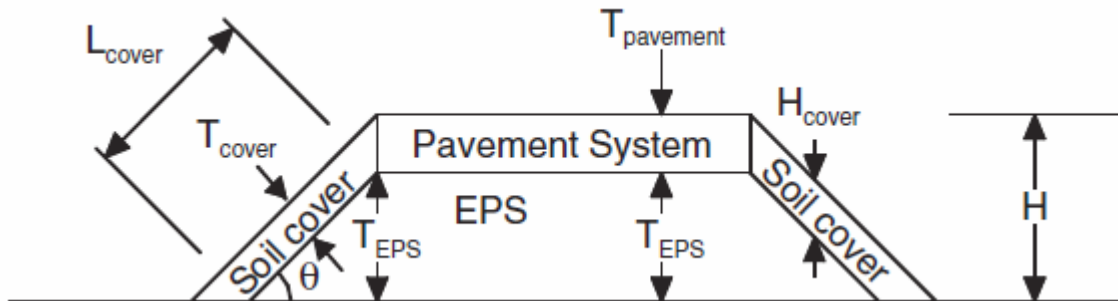 L_cover
T_pavement
T_cover
H_cover
Pavement System
Soil cover
Soil cover
EPS
H
T_EPS
T_EPS
θ